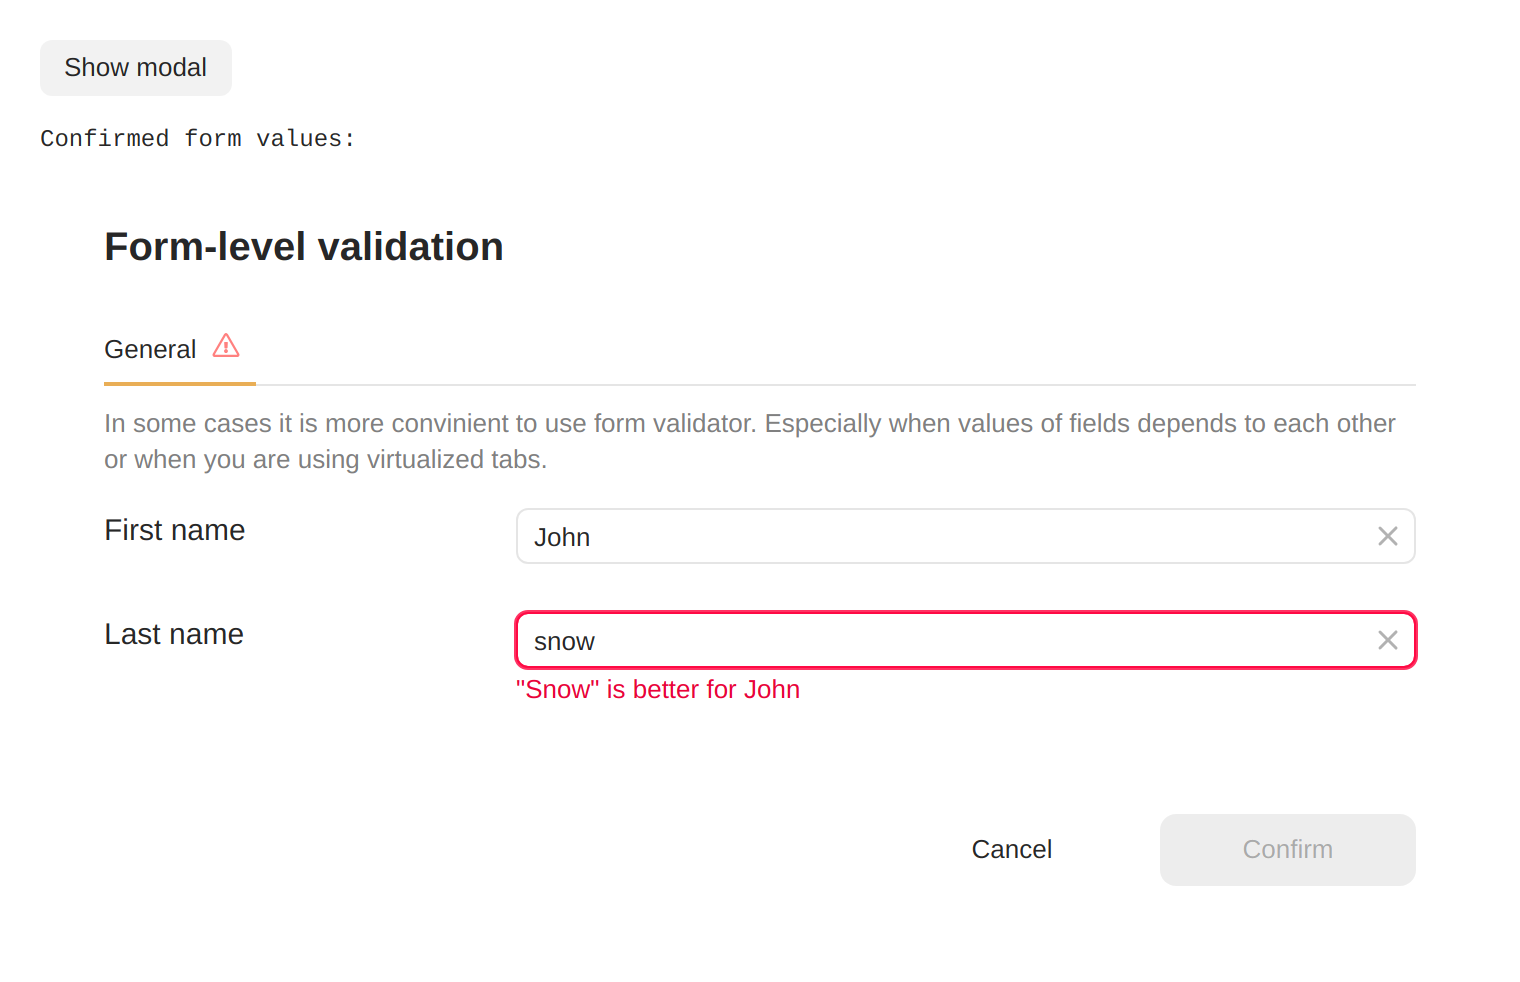 Show modal
Confirmed form values:
Form-level validation
General
In some cases it is more convinient to use form validator. Especially when values of fields depends to each other
or when you are using virtualized tabs.
First name
John
Last name
snow
"Snow" is better for John
Cancel
Confirm